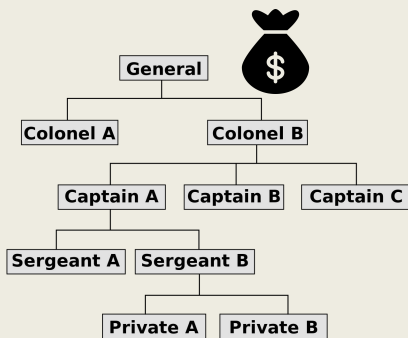 General
$
Colonel A
Colonel B
Captain A
Captain B
Captain C
Sergeant A
Sergeant B
Private A
Private B